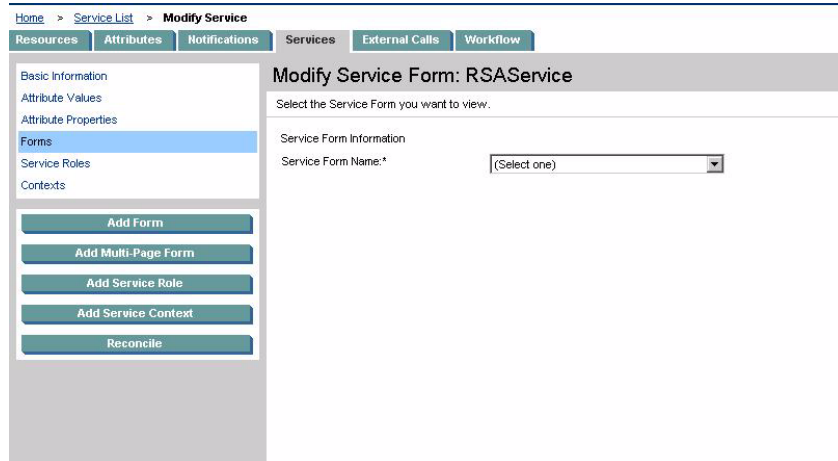 Home > Service List > Modify Service
Resources Attributes Notifications Services External Calls Workflow
Basic Information
Attribute Values
Attribute Properties
Forms
Service Roles
Contexts
Add Form
Add Multi-Page Form
Add Service Role
Add Service Context
Reconcile
Modify Service Form: RSAService
Select the Service Form you want to view.
Service Form Information
Service Form Name:* (Select one)